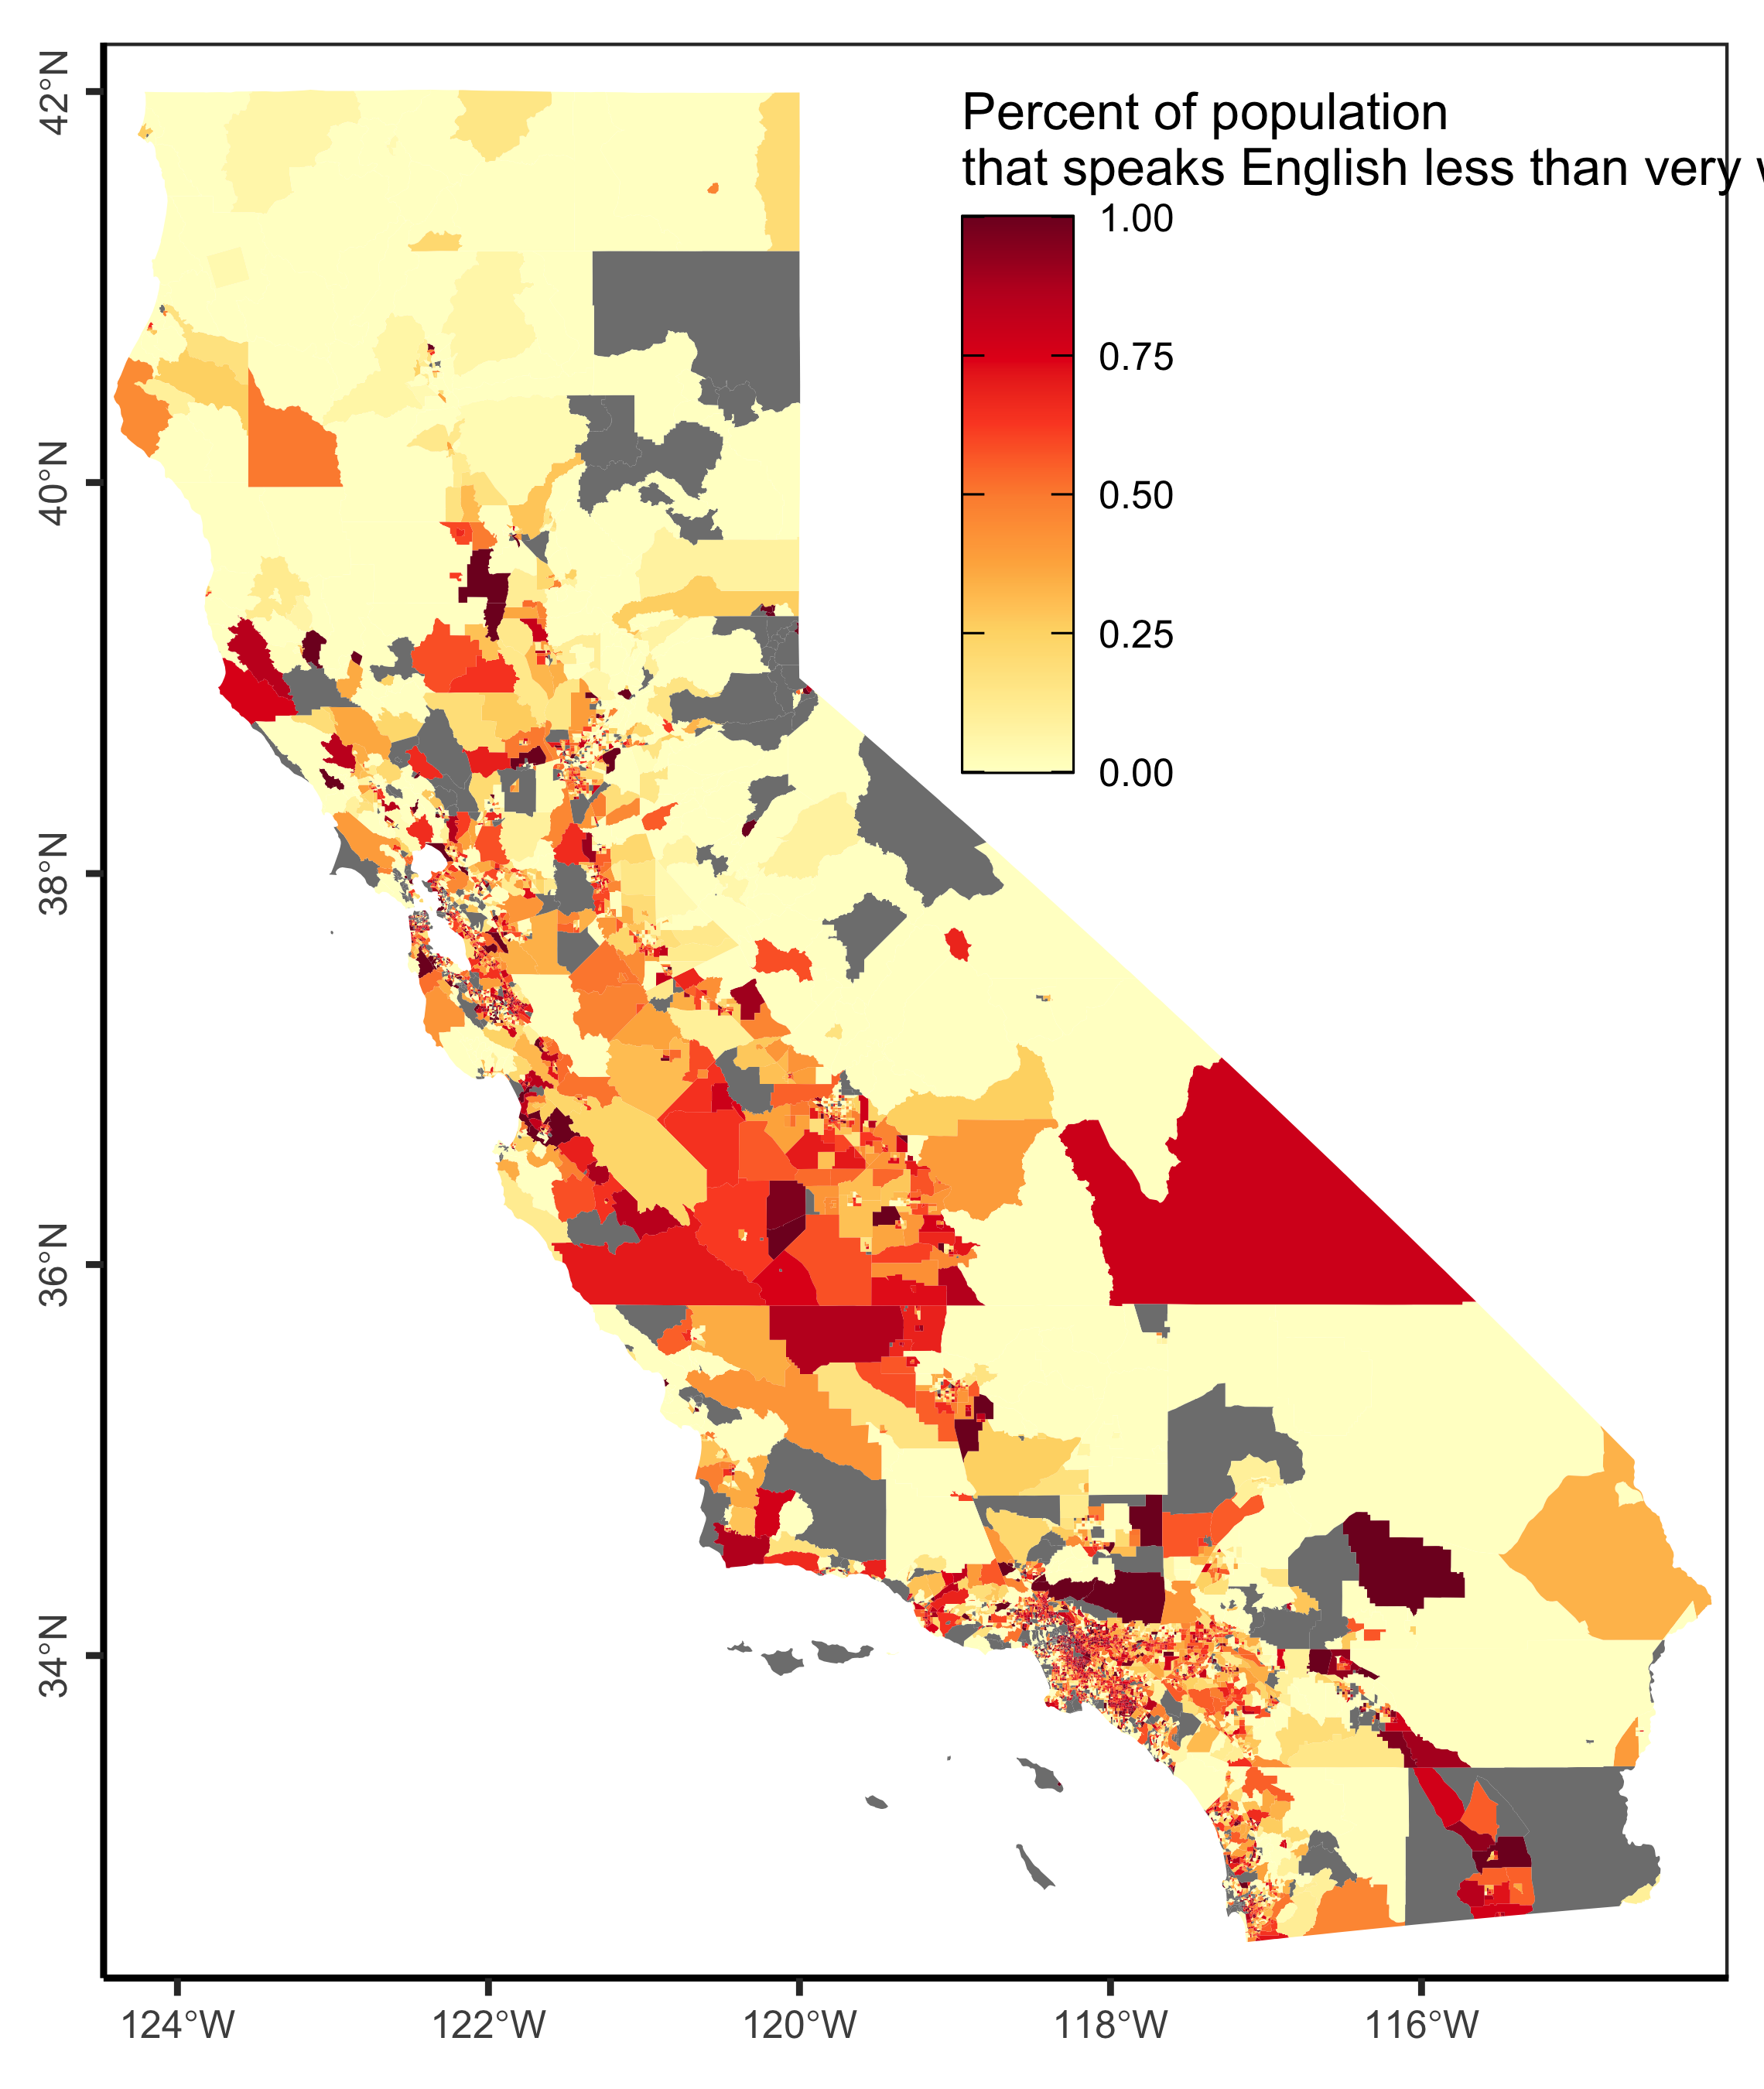 Percent of population
that speaks English less than very w
1.00
0.75
0.50
0.25
0.00
42°N
40°N
38°N
36°N
34°N
124°W
122°W
120°W
118°W
116°W